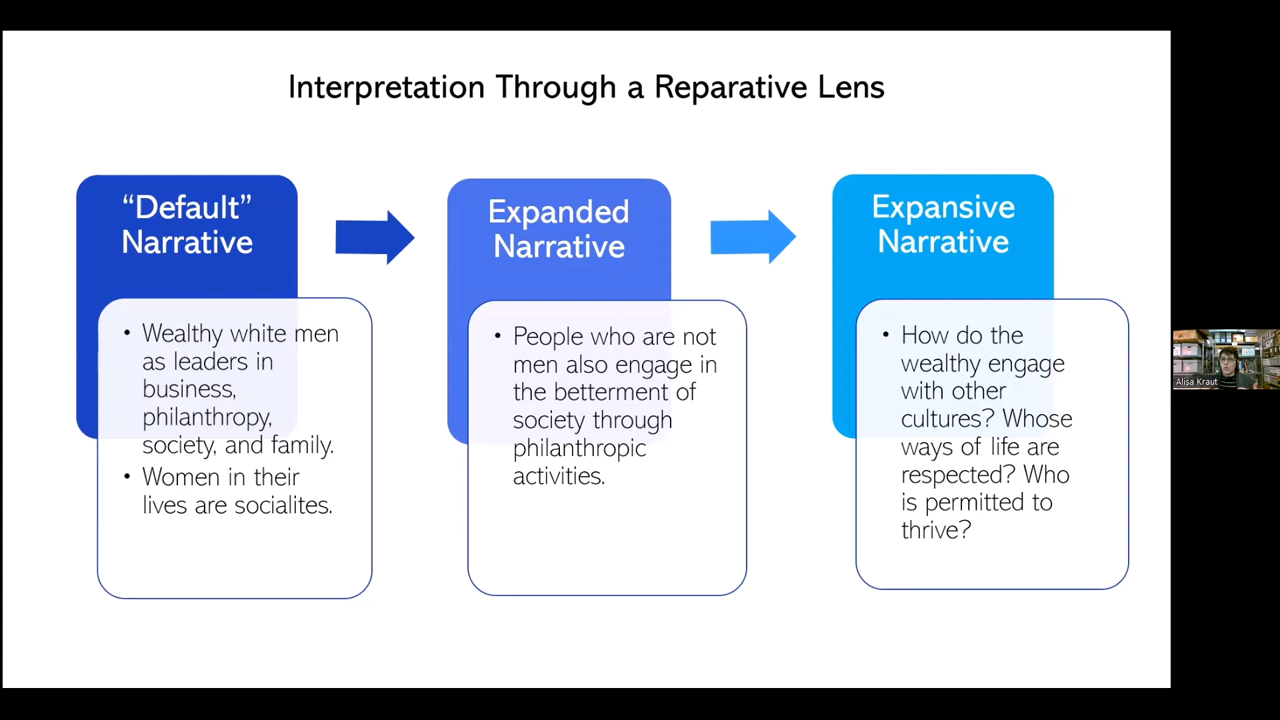 Interpretation Through a Reparative Lens
“Default”
Narrative
• Wealthy white men
as leaders in
business,
philanthropy,
society, and family.
• Women in their
lives are socialites.
Expanded
Narrative
• People who are not
men also engage in
the betterment of
society through
philanthropic
activities.
Expansive
Narrative
• How do the
wealthy engage
with other
cultures? Whose
ways of life are
respected? Who
is permitted to
thrive?
Alisa Kraut